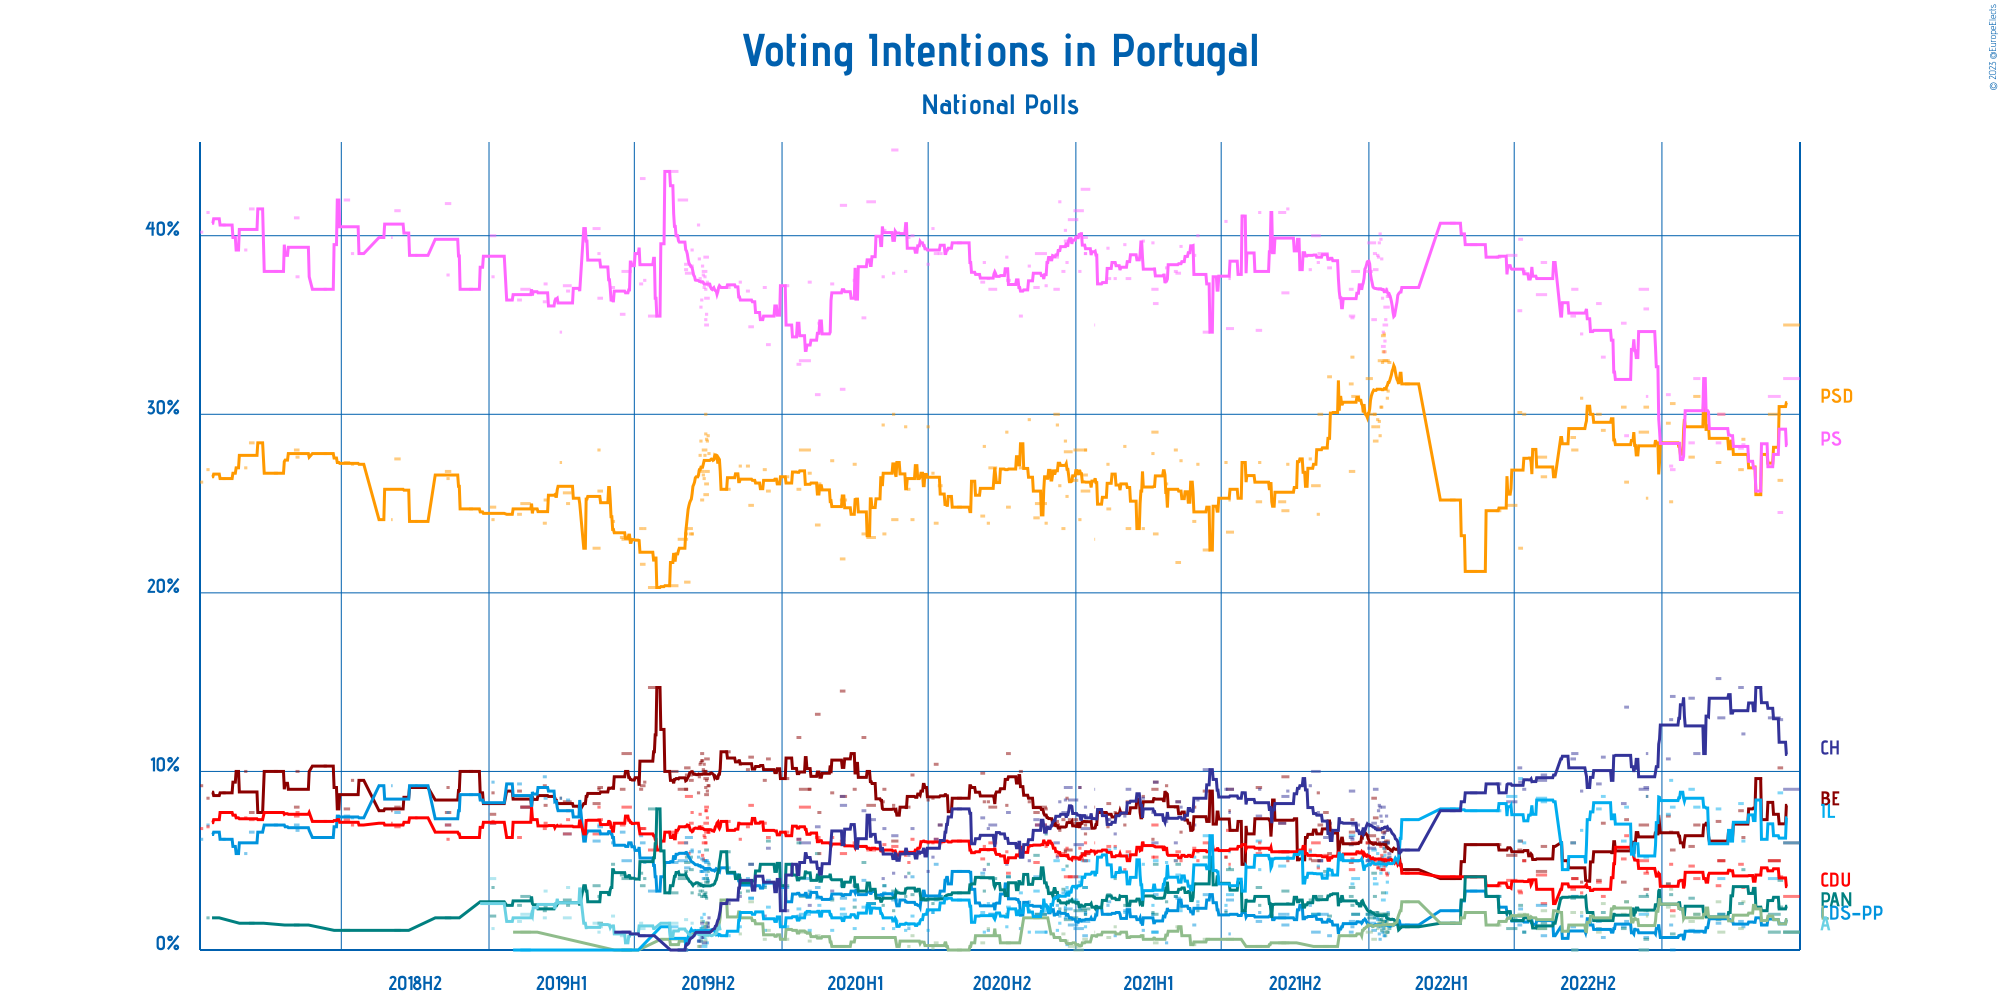 Voting Intentions in Portugal
National Polls
© 2023 @EuropeElects
40%
30%
20%
10%
0%
PSD
PS
CH
BE
IL
CDU
PAN
CDS-PP
A
2018H2 2019H1 2019H2 2020H1 2020H2 2021H1 2021H2 2022H1 2022H2